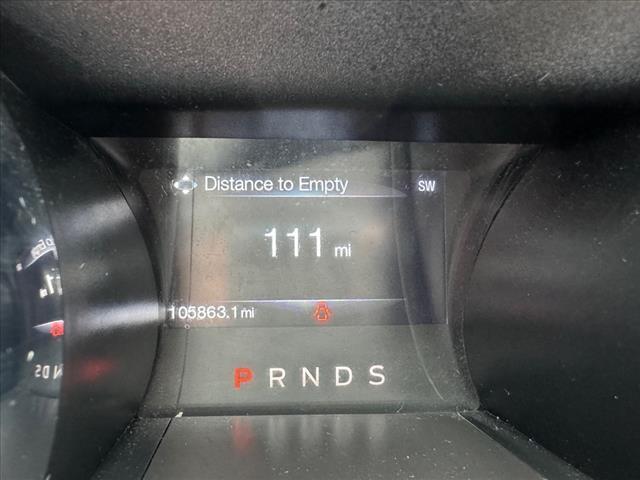 Distance to Empty SW
111 mi
105863.1 mi
P R N D S